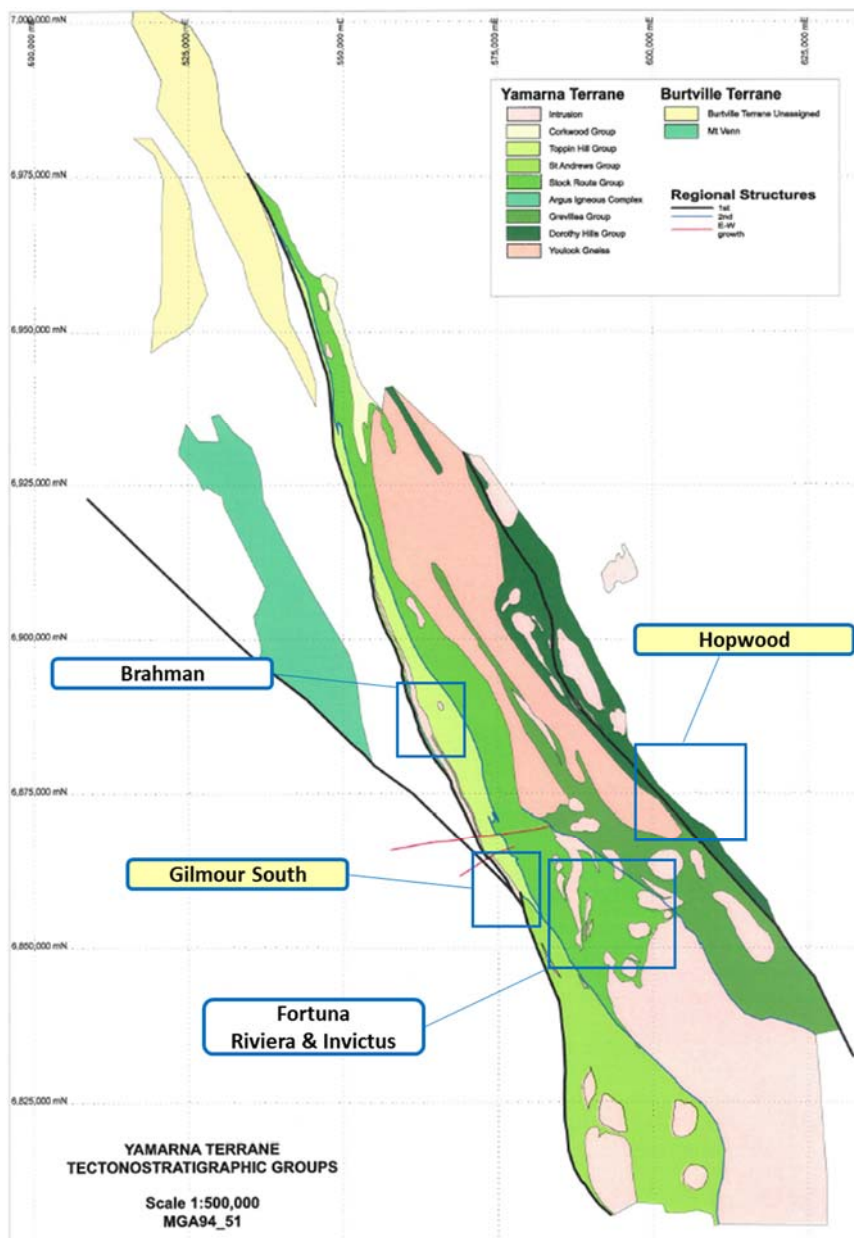 500,000 mE
525,000 mE
550,000 mE
575,000 mE
600,000 mE
625,000 mE
7,000,000 mN
6,975,000 mN
6,950,000 mN
6,925,000 mN
6,900,000 mN
6,875,000 mN
6,850,000 mN
6,825,000 mN
Yamarna Terrane
Intrusion
Corkwood Group
Toppin Hill Group
St.Andrews Group
Stock Route Group
Argus Igneous Complex
Grevillea Group
Dorothy Hills Group
Youlock Gneiss
Burtville Terrane
Burtville Terrane Unassigned
Mt Venn
Regional Structures
1st
2nd
E-W
growth
Hopwood
Brahman
Gilmour South
Fortuna
Riviera & Invictus
YAMARNA TERRANE
TECTONOSTRATIGRAPHIC GROUPS
Scale 1:500,000
MGA94_51